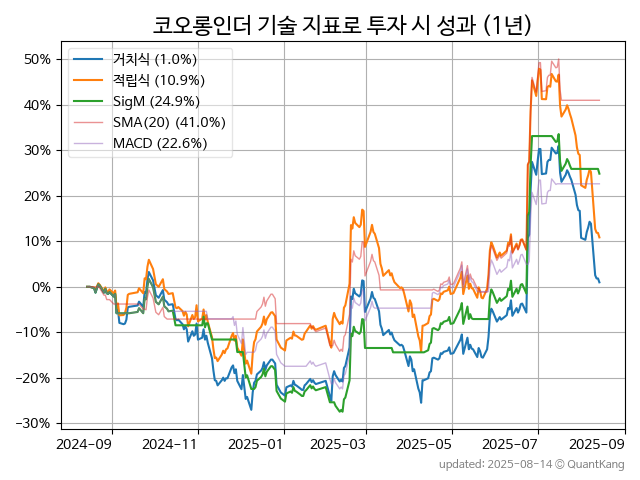 코오롱인더 기술 지표로 투자 시 성과 (1년)
거치식 (1.0%)
적립식 (10.9%)
SigM (24.9%)
SMA(20) (41.0%)
MACD (22.6%)
50%
40%
30%
20%
10%
0%
−10%
−20%
−30%
2024-09 2024-11 2025-01 2025-03 2025-05 2025-07 2025-09
updated: 2025-08-14 © QuantKang